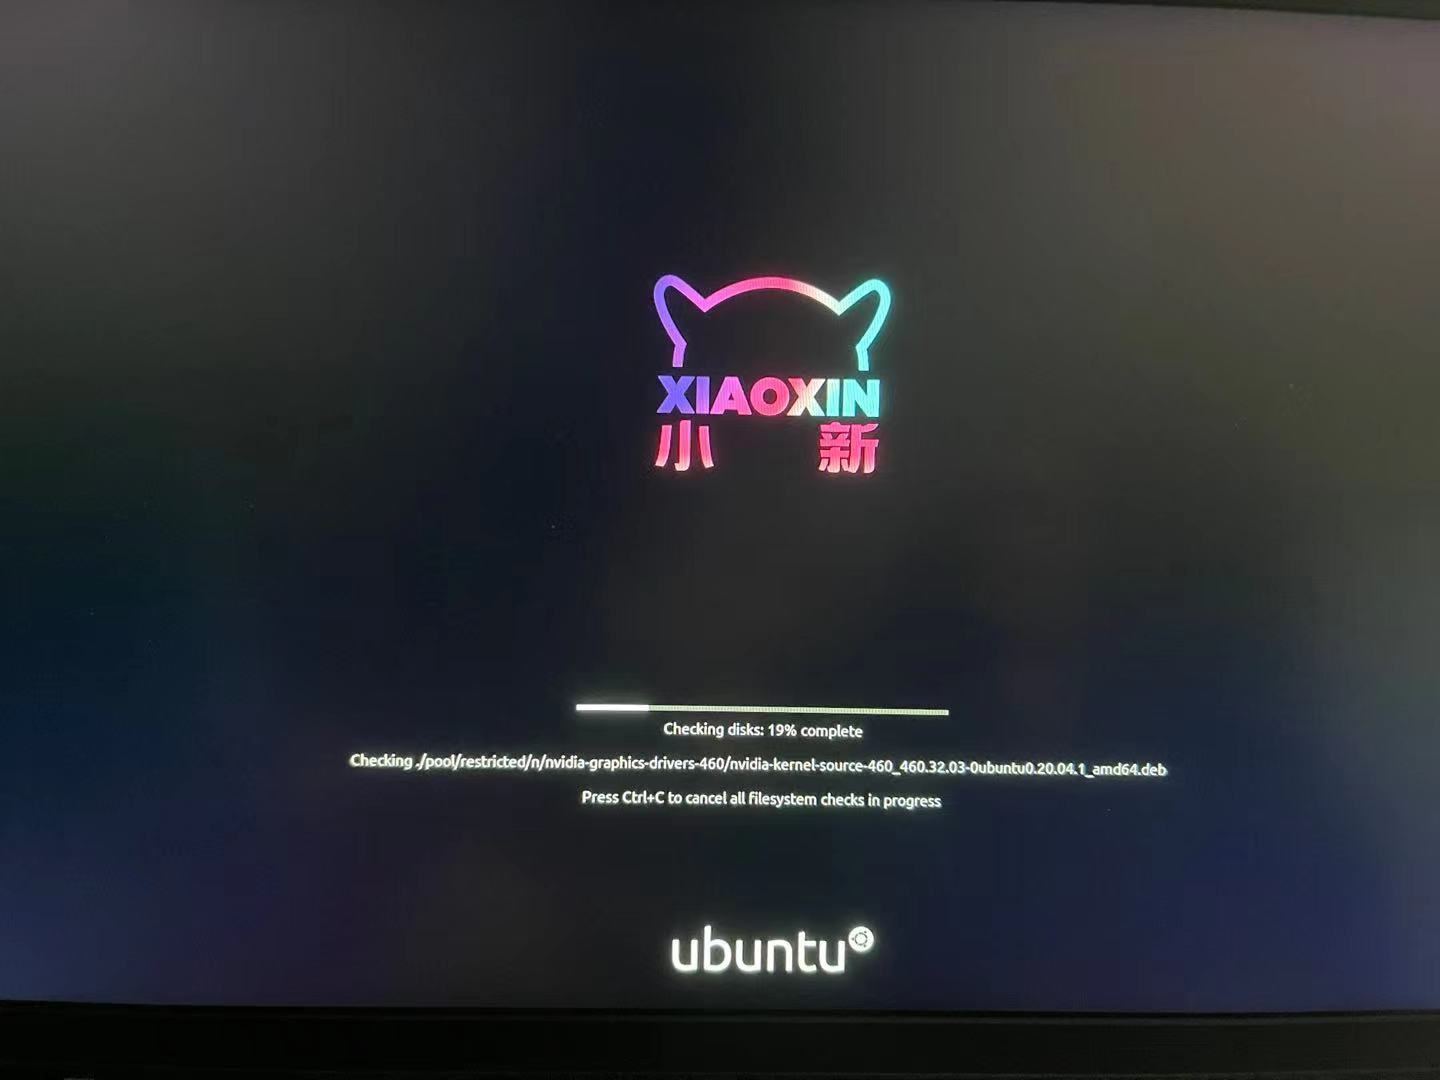 XIAOXIN
小 新
Checking disks: 19% complete
Checking ./pool/restricted/n/nvidia-graphics-drivers-460/nvidia-kernel-source-460_460.32.03-0ubuntu0.20.04.1_amd64.deb
Press Ctrl+C to cancel all filesystem checks in progress
ubuntu